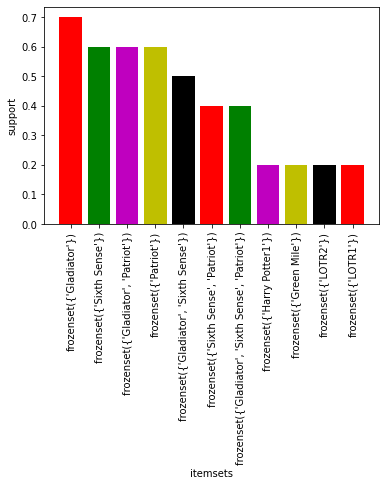 0.7
0.6
0.5
0.4
0.3
0.2
0.1
0.0
support
frozenset({'Gladiator'})
frozenset({'Sixth Sense'})
frozenset({'Gladiator', 'Patriot'})
frozenset({'Patriot'})
frozenset({'Gladiator', 'Sixth Sense'})
frozenset({'Sixth Sense', 'Patriot'})
frozenset({'Gladiator', 'Sixth Sense', 'Patriot'})
frozenset({'Harry Potter1'})
frozenset({'Green Mile'})
frozenset({'LOTR2'})
frozenset({'LOTR1'})
itemsets